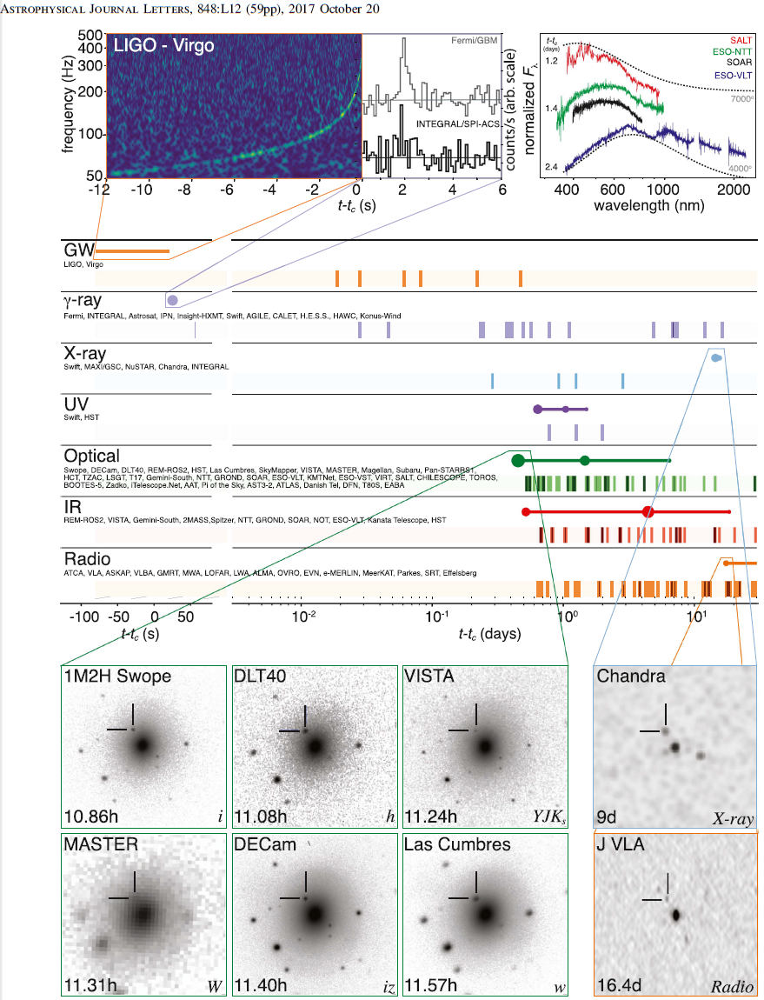 ASTROPHYSICAL JOURNAL LETTERS, 848:L12 (59pp), 2017 October 20
LIGO - Virgo
frequency (Hz)
500
400
300
200
100
50
-12 -10 -8 -6 -4 -2 0 2 4 6
t-tc (s)
Fermi/GBM
INTEGRAL/SPI-ACS
counts/s (arb. scale)
normalized Fλ
t-tc
(days)
1.2
1.4
2.4
SALT
ESO-NTT
SOAR
ESO-VLT
7000°
4000°
400 600 1000 2000
wavelength (nm)
GW
LIGO, Virgo
γ-ray
Fermi, INTEGRAL, Astrosat, IPN, Insight-HXMT, Swift, AGILE, CALET, H.E.S.S., HAWC, Konus-Wind
X-ray
Swift, MAXI/GSC, NuSTAR, Chandra, INTEGRAL
UV
Swift, HST
Optical
Swope, DECam, DLT40, REM-ROS2, HST, Las Cumbres, SkyMapper, VISTA, MASTER, Magellan, Subaru, Pan-STARRS1,
HCT, TZAC, LSGT, T17, Gemini-South, NTT, GROND, SOAR, ESO-VLT, KMTNet, ESO-VST, VIRT, SALT, CHILESCOPE, TOROS,
BOOTES-5, Zadko, iTelescope.Net, AAT, Pi of the Sky, AST3-2, ATLAS, Danish Tel, DFN, T80S, EABA
IR
REM-ROS2, VISTA, Gemini-South, 2MASS,Spitzer, NTT, GROND, SOAR, NOT, ESO-VLT, Kanata Telescope, HST
Radio
ATCA, VLA, ASKAP, VLBA, GMRT, MWA, LOFAR, LWA, ALMA, OVRO, EVN, e-MERLIN, MeerKAT, Parkes, SRT, Effelsberg
-100 -50 0 50 10⁻² 10⁻¹ 10⁰ 10¹
t-tc (s) t-tc (days)
1M2H Swope
10.86h i
DLT40
11.08h h
VISTA
11.24h YJKs
Chandra
9d X-ray
MASTER
11.31h W
DECam
11.40h iz
Las Cumbres
11.57h w
J VLA
16.4d Radio